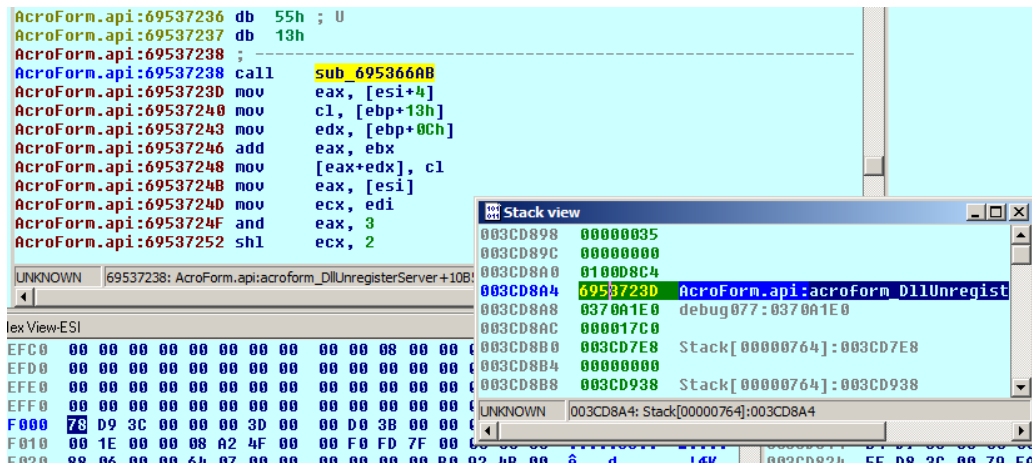 AcroForm.api:69537236 db 55h ; U
AcroForm.api:69537237 db 13h
AcroForm.api:69537238 ; ---------------------------------------------------------------
AcroForm.api:69537238 call sub_695366AB
AcroForm.api:6953723D mov eax, [esi+4]
AcroForm.api:69537240 mov cl, [ebp+13h]
AcroForm.api:69537243 mov edx, [ebp+0Ch]
AcroForm.api:69537246 add eax, ebx
AcroForm.api:69537248 mov [eax+edx], cl
AcroForm.api:6953724B mov eax, [esi]
AcroForm.api:6953724D mov ecx, edi
AcroForm.api:6953724F and eax, 3
AcroForm.api:69537252 shl ecx, 2
UNKNOWN 69537238: AcroForm.api:acroform_DllUnregisterServer+10B5
lex View-ESI
EFC0 00 00 00 00 00 00 00 00 00 00 08 00 00
EFD0 00 00 00 00 00 00 00 00 00 00 00 00 00
EFE0 00 00 00 00 00 00 00 00 00 00 00 00 00
EFF0 00 00 00 00 00 00 00 00 00 00 00 00 00
F000 78 D9 3C 00 00 00 3D 00 00 D0 3B 00 00
F010 00 1E 00 00 08 A2 4F 00 00 F0 FD 7F 00
Stack view
003CD898 00000035
003CD89C 00000000
003CD8A0 0100D8C4
003CD8A4 6953723D AcroForm.api:acroform_DllUnregist
003CD8A8 0370A1E0 debug077:0370A1E0
003CD8AC 000017C0
003CD8B0 003CD7E8 Stack[00000764]:003CD7E8
003CD8B4 00000000
003CD8B8 003CD938 Stack[00000764]:003CD938
UNKNOWN 003CD8A4: Stack[00000764]:003CD8A4